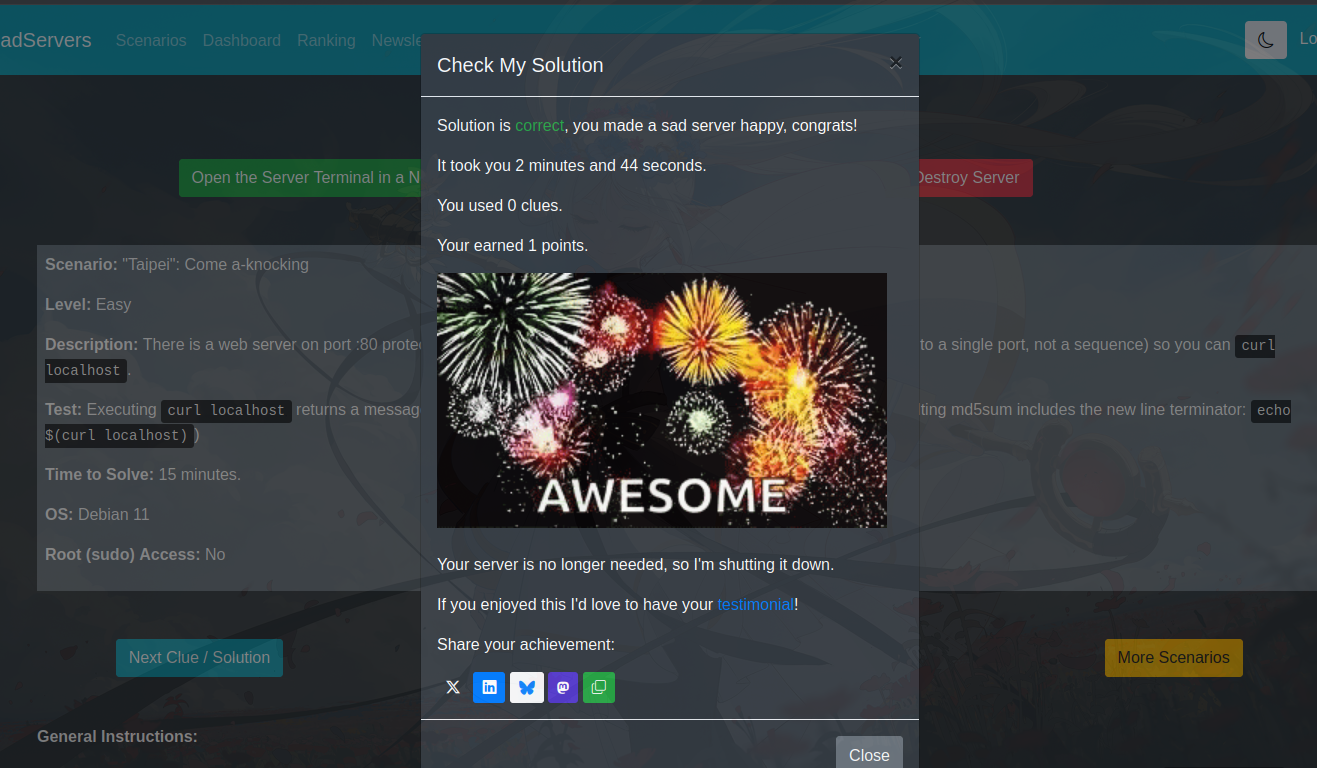 adServers Scenarios Dashboard Ranking Newsle Lo
Check My Solution ×
Solution is correct, you made a sad server happy, congrats!
It took you 2 minutes and 44 seconds.
Open the Server Terminal in a N Destroy Server
You used 0 clues.
Your earned 1 points.
Scenario: "Taipei": Come a-knocking
Level: Easy
Description: There is a web server on port :80 protec to a single port, not a sequence) so you can curl
localhost.
Test: Executing curl localhost returns a messag lting md5sum includes the new line terminator: echo
$(curl localhost) )
Time to Solve: 15 minutes.
AWESOME
OS: Debian 11
Root (sudo) Access: No
Your server is no longer needed, so I'm shutting it down.
If you enjoyed this I'd love to have your testimonial!
Share your achievement:
Next Clue / Solution More Scenarios
General Instructions:
Close